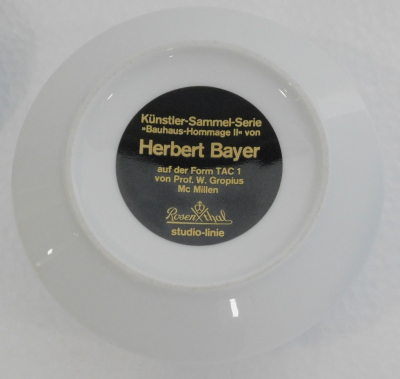 Künstler-Sammel-Serie
»Bauhaus-Hommage II« von
Herbert Bayer
auf der Form TAC 1
von Prof. W. Gropius
Mc Millen
Rosenthal
studio-linie